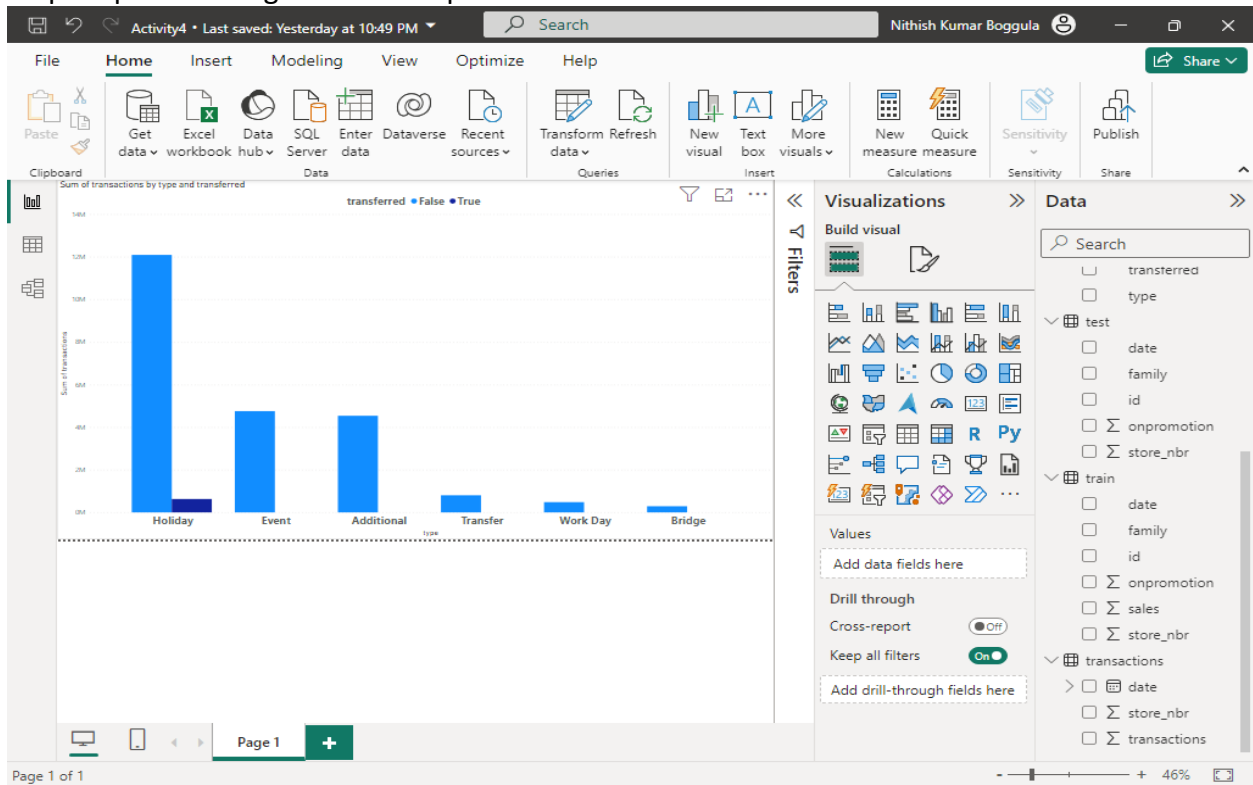 Activity4 • Last saved: Yesterday at 10:49 PM
Search
Nithish Kumar Boggula
File Home Insert Modeling View Optimize Help
Share
Paste
Get data
Excel workbook
Data hub
SQL Server
Enter data
Dataverse
Recent sources
Transform data
Refresh
New visual
Text box
More visuals
New measure
Quick measure
Sensitivity
Publish
Clipboard
Data
Queries
Insert
Calculations
Sensitivity
Share
Sum of transactions by type and transferred
transferred False True
14M
12M
10M
8M
6M
4M
2M
0M
Sum of transactions
Holiday Event Additional Transfer Work Day Bridge
type
Filters
Visualizations
Build visual
123
R
Py
123
Values
Add data fields here
Drill through
Cross-report Off
Keep all filters On
Add drill-through fields here
Data
Search
transferred
type
test
date
family
id
Σ onpromotion
Σ store_nbr
train
date
family
id
Σ onpromotion
Σ sales
Σ store_nbr
transactions
date
Σ store_nbr
Σ transactions
Page 1
Page 1 of 1
- + 46%